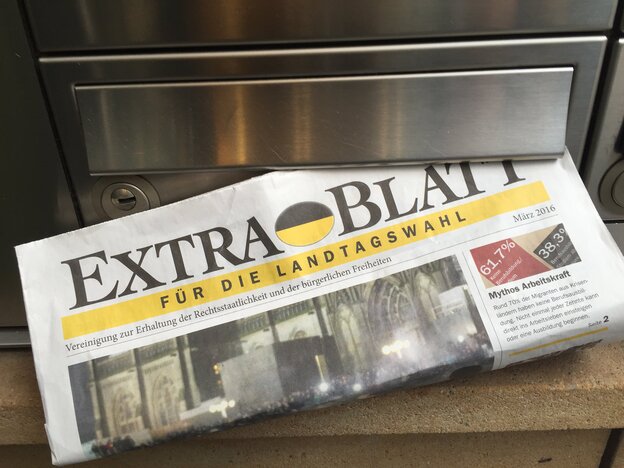 EXTRA BLATT
FÜR DIE LANDTAGSWAHL
März 2016
Vereinigung zur Erhaltung der Rechtsstaatlichkeit und der bürgerlichen Freiheiten
61,7%
38,3%
Mythos Arbeitskraft
Rund 70% der Migranten aus Krisen-
ländern haben keine Berufsausbil-
dung. Nicht einmal jeder Zehnte kann
direkt ins Arbeitsleben einsteigen
oder eine Ausbildung beginnen.
Seite 2